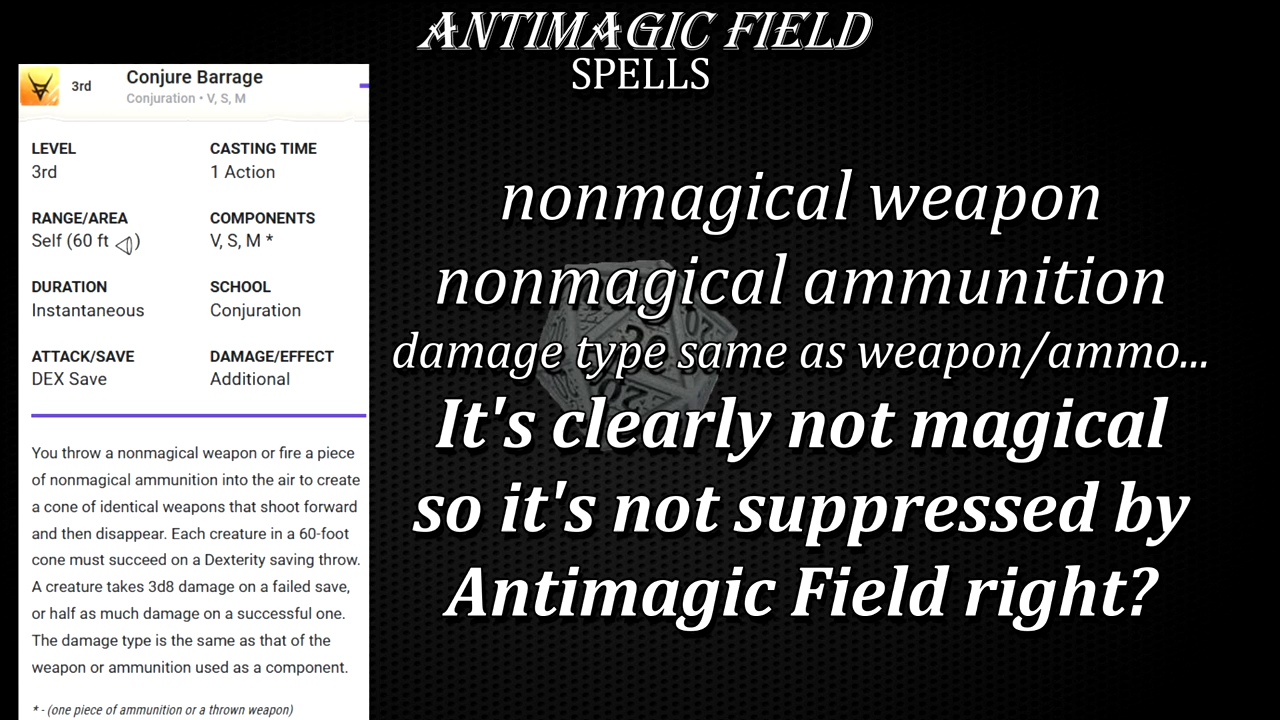 ANTIMAGIC FIELD
SPELLS
3rd
Conjure Barrage
Conjuration • V, S, M
LEVEL
3rd
CASTING TIME
1 Action
RANGE/AREA
Self (60 ft )
COMPONENTS
V, S, M *
DURATION
Instantaneous
SCHOOL
Conjuration
ATTACK/SAVE
DEX Save
DAMAGE/EFFECT
Additional
You throw a nonmagical weapon or fire a piece
of nonmagical ammunition into the air to create
a cone of identical weapons that shoot forward
and then disappear. Each creature in a 60-foot
cone must succeed on a Dexterity saving throw.
A creature takes 3d8 damage on a failed save,
or half as much damage on a successful one.
The damage type is the same as that of the
weapon or ammunition used as a component.
* - (one piece of ammunition or a thrown weapon)
nonmagical weapon
nonmagical ammunition
damage type same as weapon/ammo...
It's clearly not magical
so it's not suppressed by
Antimagic Field right?